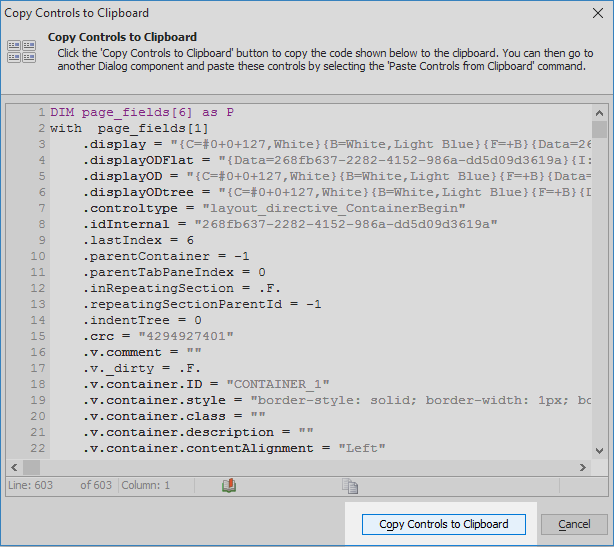 Copy Controls to Clipboard
Copy Controls to Clipboard
Click the 'Copy Controls to Clipboard' button to copy the code shown below to the clipboard. You can then go to
another Dialog component and paste these controls by selecting the 'Paste Controls from Clipboard' command.
1 DIM page_fields[6] as P
2 with  page_fields[1]
3 .display = "{C=#0+0+127,White}{B=White,Light Blue}{F=+B}{Data=26
4 .displayODFlat = "{Data=268fb637-2282-4152-986a-dd5d09d3619a}{I:
5 .displayOD = "{C=#0+0+127,White}{B=White,Light Blue}{F=+B}{Data=
6 .displayODtree = "{C=#0+0+127,White}{B=White,Light Blue}{F=+B}{D
7 .controltype = "layout_directive_ContainerBegin"
8 .idInternal = "268fb637-2282-4152-986a-dd5d09d3619a"
9 .lastIndex = 6
10 .parentContainer = -1
11 .parentTabPaneIndex = 0
12 .inRepeatingSection = .F.
13 .repeatingSectionParentId = -1
14 .indentTree = 0
15 .crc = "4294927401"
16 .v.comment = ""
17 .v._dirty = .F.
18 .v.container.ID = "CONTAINER_1"
19 .v.container.style = "border-style: solid; border-width: 1px; bo
20 .v.container.class = ""
21 .v.container.description = ""
22 .v.container.contentAlignment = "Left"
Line: 603 of 603 Column: 1
Copy Controls to Clipboard Cancel